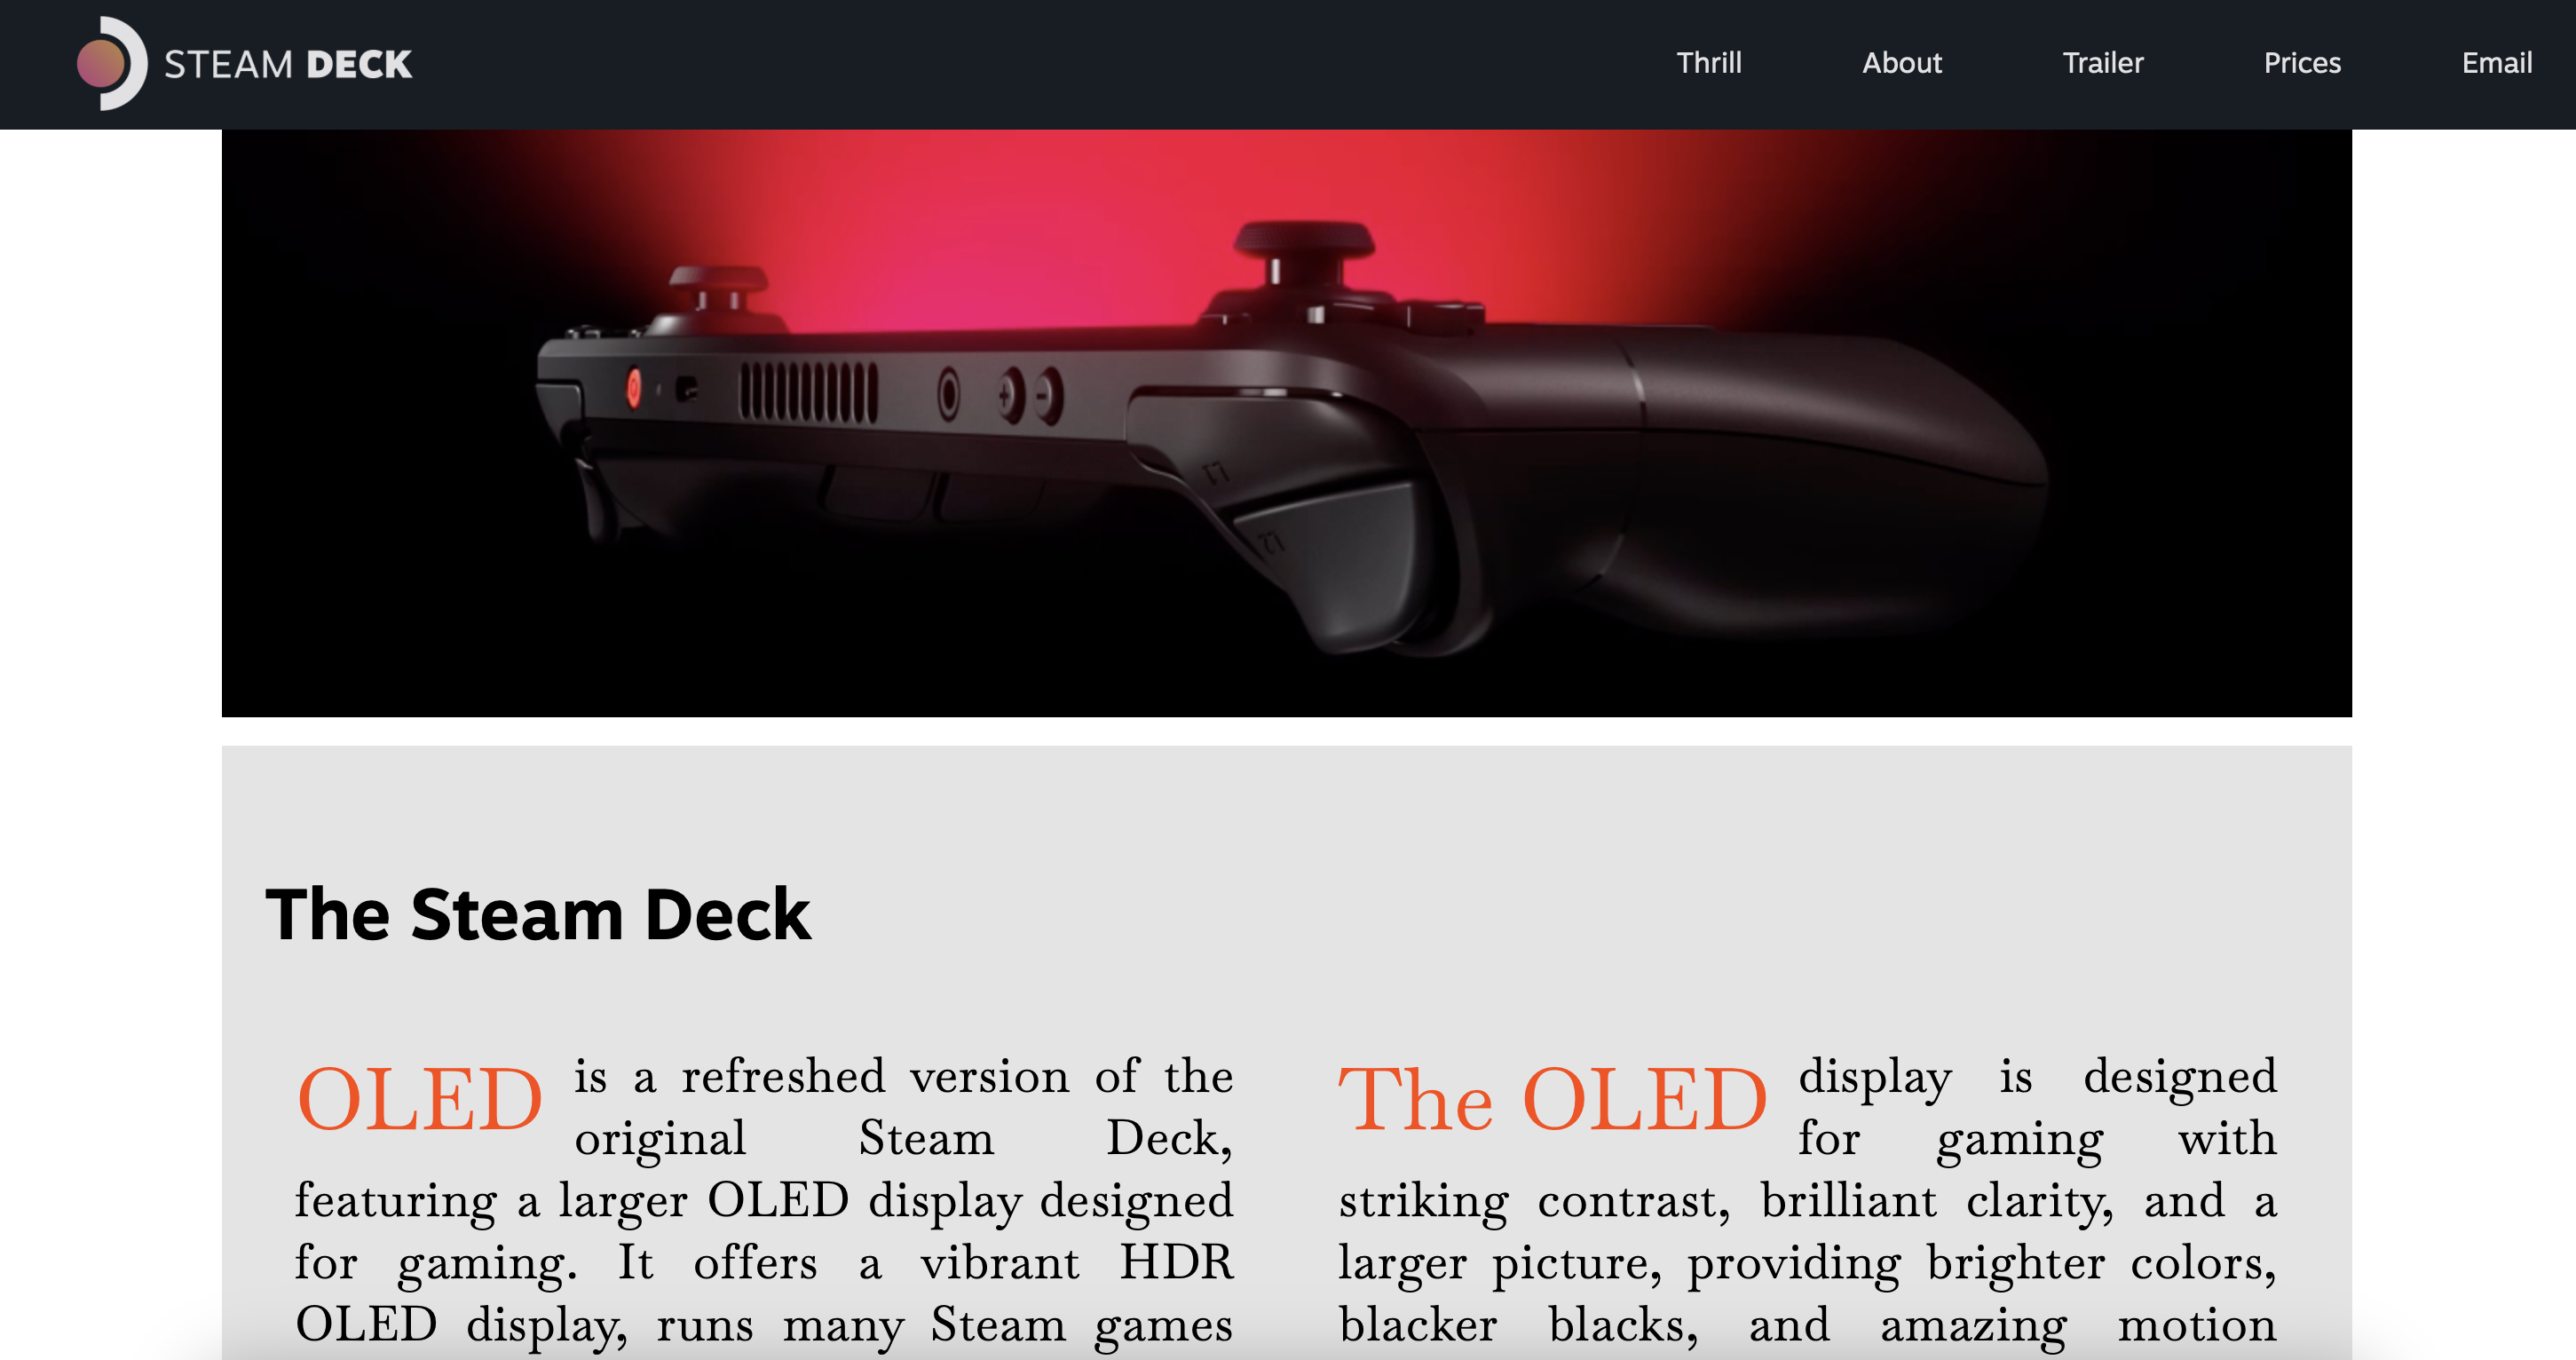 STEAM DECK
Thrill
About
Trailer
Prices
Email
L1
L2
The Steam Deck
OLED is a refreshed version of the
original Steam Deck,
featuring a larger OLED display designed
for gaming. It offers a vibrant HDR
OLED display, runs many Steam games
The OLED display is designed
for gaming with
striking contrast, brilliant clarity, and a
larger picture, providing brighter colors,
blacker blacks, and amazing motion